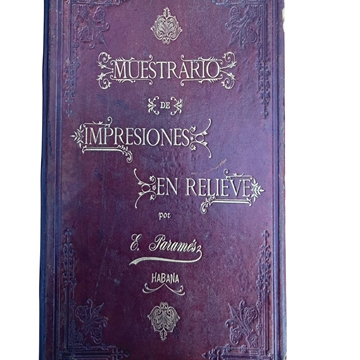 MUESTRARIO
DE
IMPRESIONES
EN RELIEVE
por
E. Paramés
HABANA